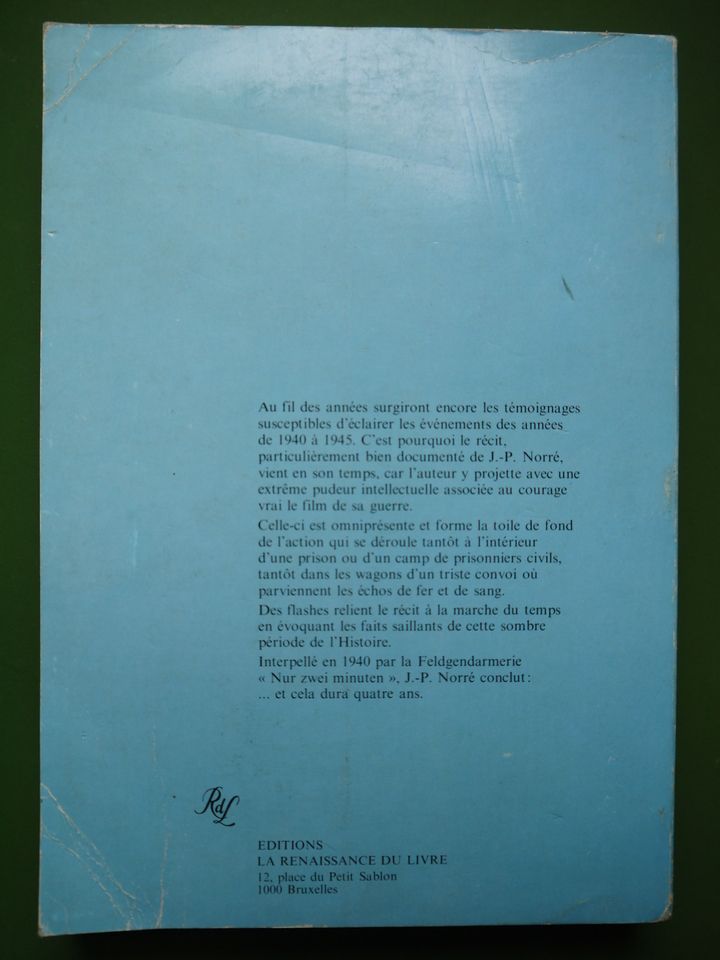 Au fil des années surgiront encore les témoignages
susceptibles d'éclairer les événements des années
de 1940 à 1945. C'est pourquoi le récit,
particulièrement bien documenté de J.-P. Norré,
vient en son temps, car l'auteur y projette avec une
extrême pudeur intellectuelle associée au courage
vrai le film de sa guerre.
Celle-ci est omniprésente et forme la toile de fond
de l'action qui se déroule tantôt à l'intérieur
d'une prison ou d'un camp de prisonniers civils,
tantôt dans les wagons d'un triste convoi où
parviennent les échos de fer et de sang.
Des flashes relient le récit à la marche du temps
en évoquant les faits saillants de cette sombre
période de l'Histoire.
Interpellé en 1940 par la Feldgendarmerie
« Nur zwei minuten », J.-P. Norré conclut :
... et cela dura quatre ans.
RdL
EDITIONS
LA RENAISSANCE DU LIVRE
12, place du Petit Sablon
1000 Bruxelles